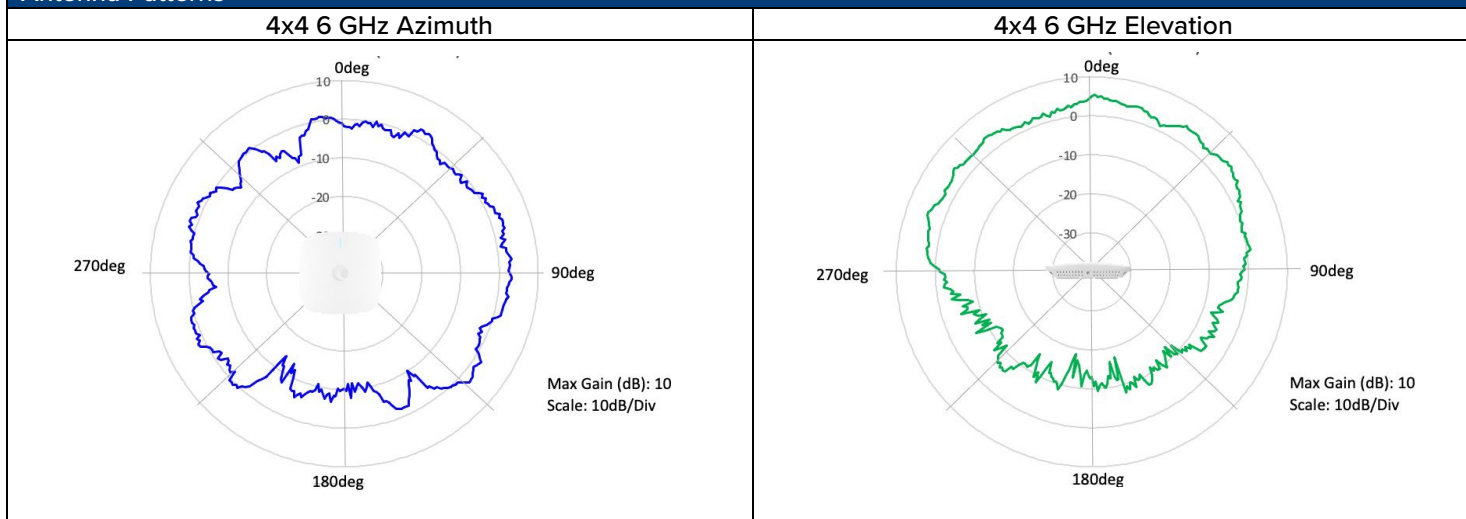 Antenna Patterns
4x4 6 GHz Azimuth
4x4 6 GHz Elevation
0deg
10
0
-10
-20
270deg
90deg
180deg
Max Gain (dB): 10
Scale: 10dB/Div
0deg
10
0
-10
-20
-30
270deg
90deg
180deg
Max Gain (dB): 10
Scale: 10dB/Div